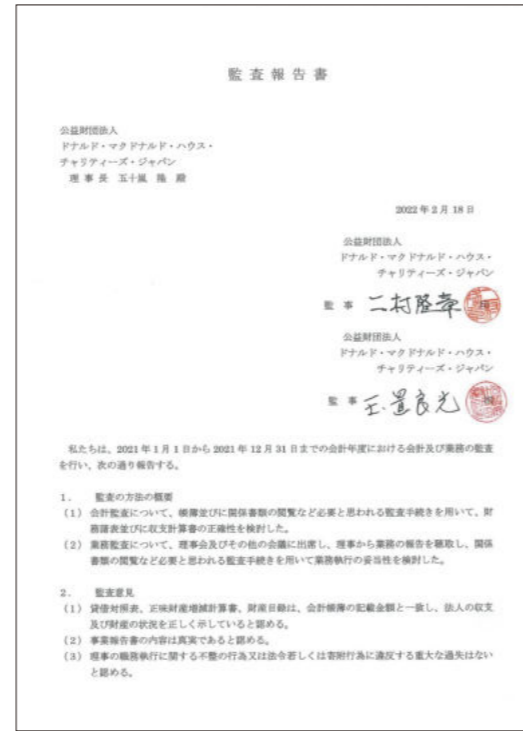 監査報告書
公益財団法人
ドナルド・マクドナルド・ハウス・
チャリティーズ・ジャパン
理事長 五十嵐 隆 殿
2022年2月18日
公益財団法人
ドナルド・マクドナルド・ハウス・
チャリティーズ・ジャパン
監事 二村隆章
公益財団法人
ドナルド・マクドナルド・ハウス・
チャリティーズ・ジャパン
監事 玉置良光
私たちは、2021年1月1日から2021年12月31日までの会計年度における会計及び業務の監査
を行い、次の通り報告する。
1. 監査の方法の概要
(1) 会計監査について、帳簿並びに関係書類の閲覧など必要と思われる監査手続きを用いて、財
務諸表並びに収支計算書の正確性を検討した。
(2) 業務監査について、理事会及びその他の会議に出席し、理事から業務の報告を聴取し、関係
書類の閲覧など必要と思われる監査手続きを用いて業務執行の妥当性を検討した。
2. 監査意見
(1) 貸借対照表、正味財産増減計算書、財産目録は、会計帳簿の記載金額と一致し、法人の収支
及び財産の状況を正しく示していると認める。
(2) 事業報告書の内容は真実であると認める。
(3) 理事の職務執行に関する不整の行為又は法令若しくは寄附行為に違反する重大な過失はない
と認める。